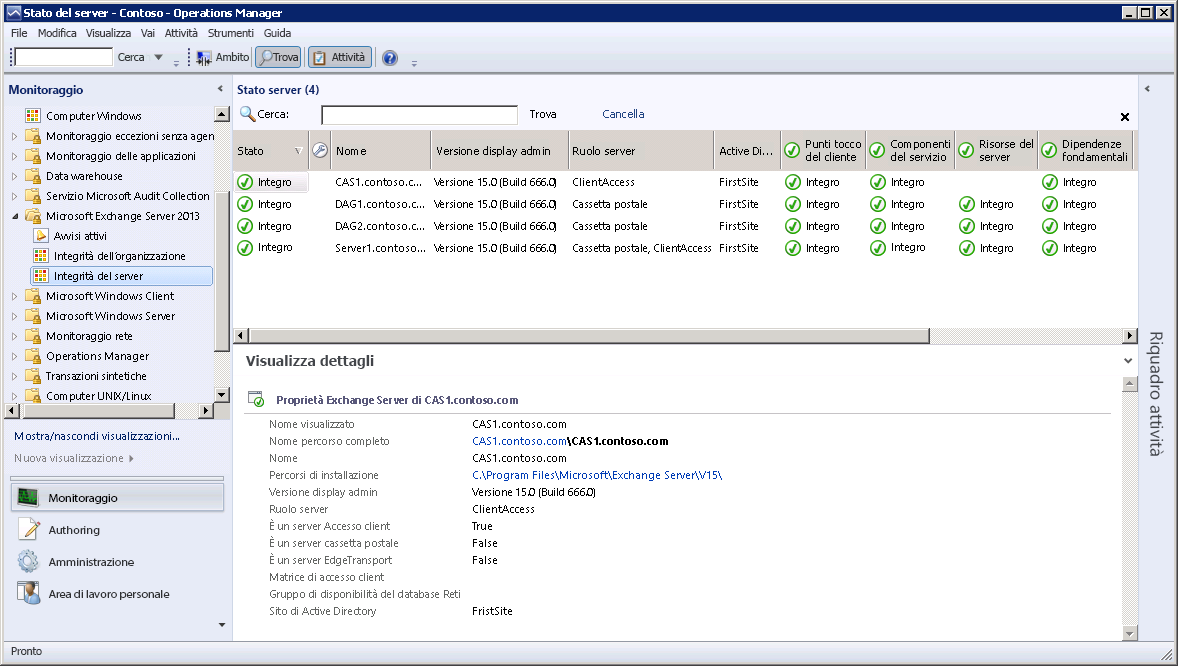 Stato del server - Contoso - Operations Manager
File Modifica Visualizza Vai Attività Strumenti Guida
Cerca Ambito Trova Attività
Monitoraggio
Computer Windows
Monitoraggio eccezioni senza agen
Monitoraggio delle applicazioni
Data warehouse
Servizio Microsoft Audit Collection
Microsoft Exchange Server 2013
Avvisi attivi
Integrità dell'organizzazione
Integrità del server
Microsoft Windows Client
Microsoft Windows Server
Monitoraggio rete
Operations Manager
Transazioni sintetiche
Computer UNIX/Linux
Mostra/nascondi visualizzazioni...
Nuova visualizzazione
Monitoraggio
Authoring
Amministrazione
Area di lavoro personale
Stato server (4)
Cerca: Trova Cancella
Stato Nome Versione display admin Ruolo server Active Di... Punti tocco del cliente Componenti del servizio Risorse del server Dipendenze fondamentali
Integro CAS1.contoso.c... Versione 15.0 (Build 666.0) ClientAccess FirstSite Integro Integro Integro
Integro DAG1.contoso.c... Versione 15.0 (Build 666.0) Cassetta postale FirstSite Integro Integro Integro Integro
Integro DAG2.contoso.c... Versione 15.0 (Build 666.0) Cassetta postale FirstSite Integro Integro Integro Integro
Integro Server1.contoso... Versione 15.0 (Build 666.0) Cassetta postale, ClientAccess FirstSite Integro Integro Integro Integro
Visualizza dettagli
Proprietà Exchange Server di CAS1.contoso.com
Nome visualizzato CAS1.contoso.com
Nome percorso completo CAS1.contoso.com\CAS1.contoso.com
Nome CAS1.contoso.com
Percorsi di installazione C:\Program Files\Microsoft\Exchange Server\V15\
Versione display admin Versione 15.0 (Build 666.0)
Ruolo server ClientAccess
È un server Accesso client True
È un server cassetta postale False
È un server EdgeTransport False
Matrice di accesso client
Gruppo di disponibilità del database Reti
Sito di Active Directory FristSite
Riquadro attività
Pronto